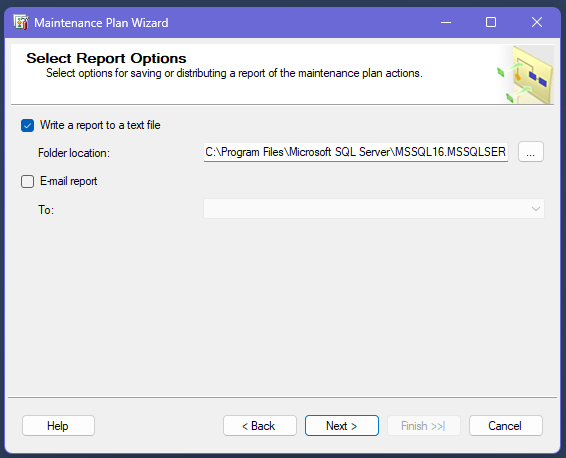 Maintenance Plan Wizard
Select Report Options
Select options for saving or distributing a report of the maintenance plan actions.
Write a report to a text file
Folder location:
C:\Program Files\Microsoft SQL Server\MSSQL16.MSSQLSER
...
E-mail report
To:
Help
< Back
Next >
Finish >>|
Cancel